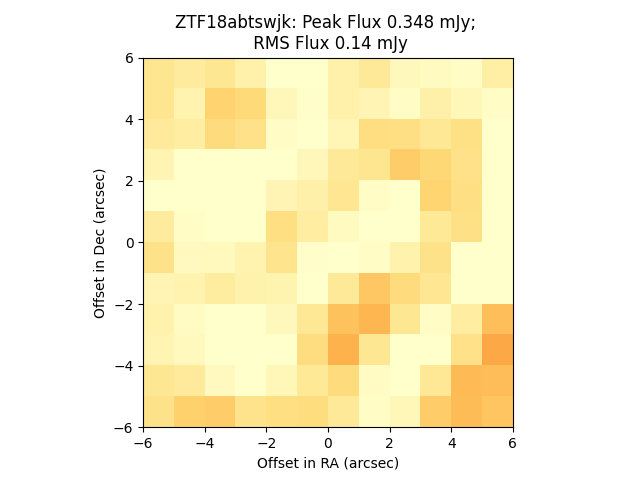 ZTF18abtswjk: Peak Flux 0.348 mJy;
RMS Flux 0.14 mJy
6
4
2
0
−2
−4
−6
Offset in Dec (arcsec)
−6 −4 −2 0 2 4 6
Offset in RA (arcsec)